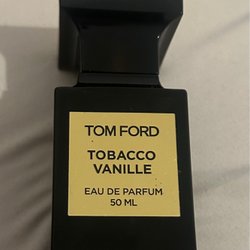 TOM FORD
TOBACCO
VANILLE
EAU DE PARFUM
50 ML